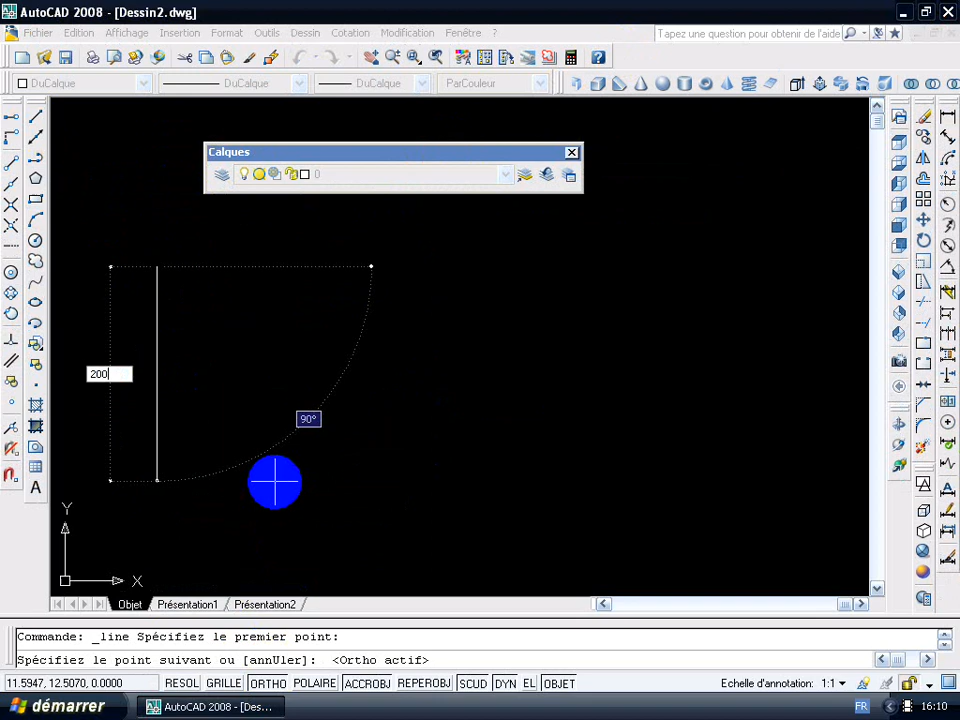 AutoCAD 2008 - [Dessin2.dwg]
Fichier Edition Affichage Insertion Format Outils Dessin Cotation Modification Fenêtre ? Tapez une question pour obtenir de l'aide
DuCalque DuCalque DuCalque ParCouleur
Calques
0
200
90°
Y
X
A
Objet Présentation1 Présentation2
Commande: _line Spécifiez le premier point:
Spécifiez le point suivant ou [annUler]: <Ortho actif>
11.5947, 12.5070, 0.0000 RESOL GRILLE ORTHO POLAIRE ACCROBJ REPEROBJ SCUD DYN EL OBJET Echelle d'annotation: 1:1
démarrer AutoCAD 2008 - [Des... FR 16:10